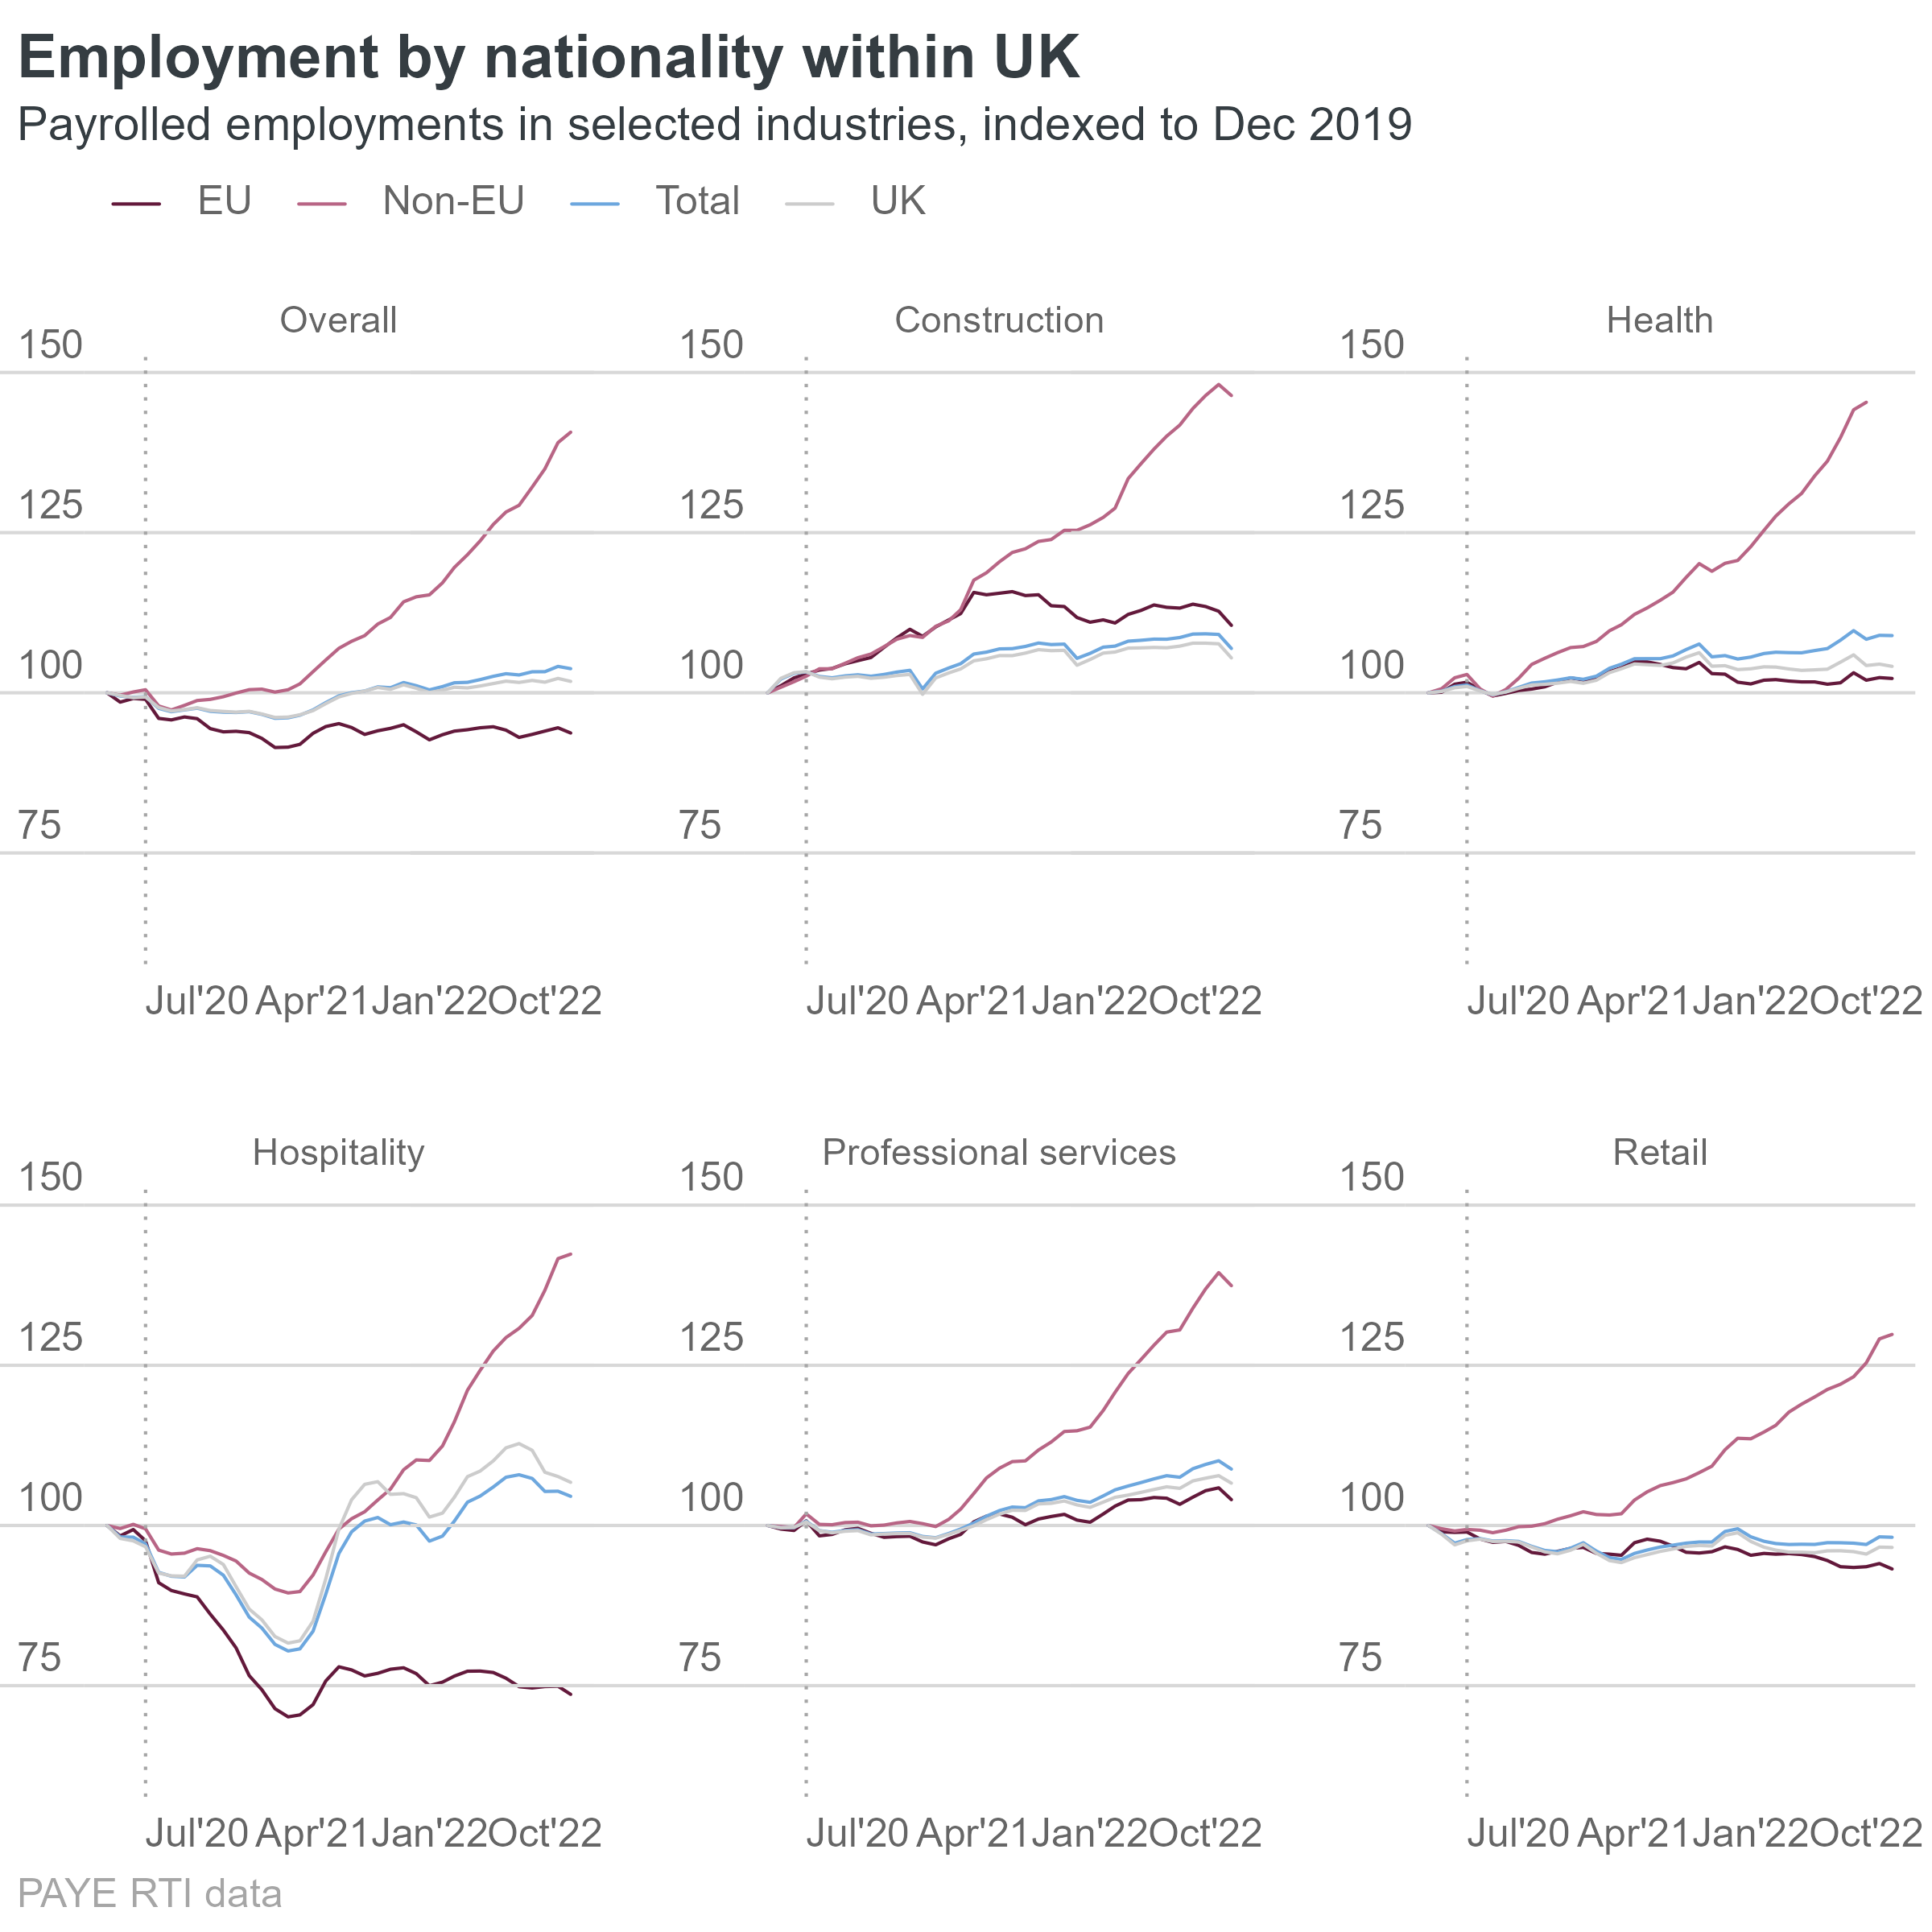 Employment by nationality within UK
Payrolled employments in selected industries, indexed to Dec 2019
EU Non-EU Total UK
Overall Construction Health
150 150 150
125 125 125
100 100 100
75 75 75
Jul'20 Apr'21 Jan'22 Oct'22 Jul'20 Apr'21 Jan'22 Oct'22 Jul'20 Apr'21 Jan'22 Oct'22
Hospitality Professional services Retail
150 150 150
125 125 125
100 100 100
75 75 75
Jul'20 Apr'21 Jan'22 Oct'22 Jul'20 Apr'21 Jan'22 Oct'22 Jul'20 Apr'21 Jan'22 Oct'22
PAYE RTI data